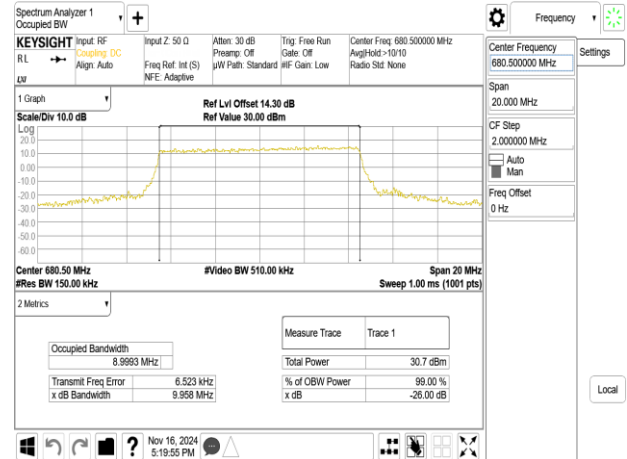 Spectrum Analyzer 1
Occupied BW
Frequency
KEYSIGHT
Input: RF
Coupling: DC
Align: Auto
RL
LXI
Input Z: 50 Ω
Freq Ref: Int (S)
NFE: Adaptive
Atten: 30 dB
Preamp: Off
µW Path: Standard
Trig: Free Run
Gate: Off
#IF Gain: Low
Center Freq: 680.500000 MHz
Avg|Hold:>10/10
Radio Std: None
Center Frequency
680.500000 MHz
Settings
Span
20.000 MHz
CF Step
2.000000 MHz
Auto
Man
Freq Offset
0 Hz
Local
1 Graph
Scale/Div 10.0 dB
Ref Lvl Offset 14.30 dB
Ref Value 30.00 dBm
Log
20.0
10.0
0.00
-10.0
-20.0
-30.0
-40.0
-50.0
-60.0
Center 680.50 MHz
#Video BW 510.00 kHz
Span 20 MHz
#Res BW 150.00 kHz
Sweep 1.00 ms (1001 pts)
2 Metrics
Measure Trace
Trace 1
Occupied Bandwidth
8.9993 MHz
Total Power
30.7 dBm
Transmit Freq Error
6.523 kHz
% of OBW Power
99.00 %
x dB Bandwidth
9.958 MHz
x dB
-26.00 dB
?
Nov 16, 2024
5:19:55 PM